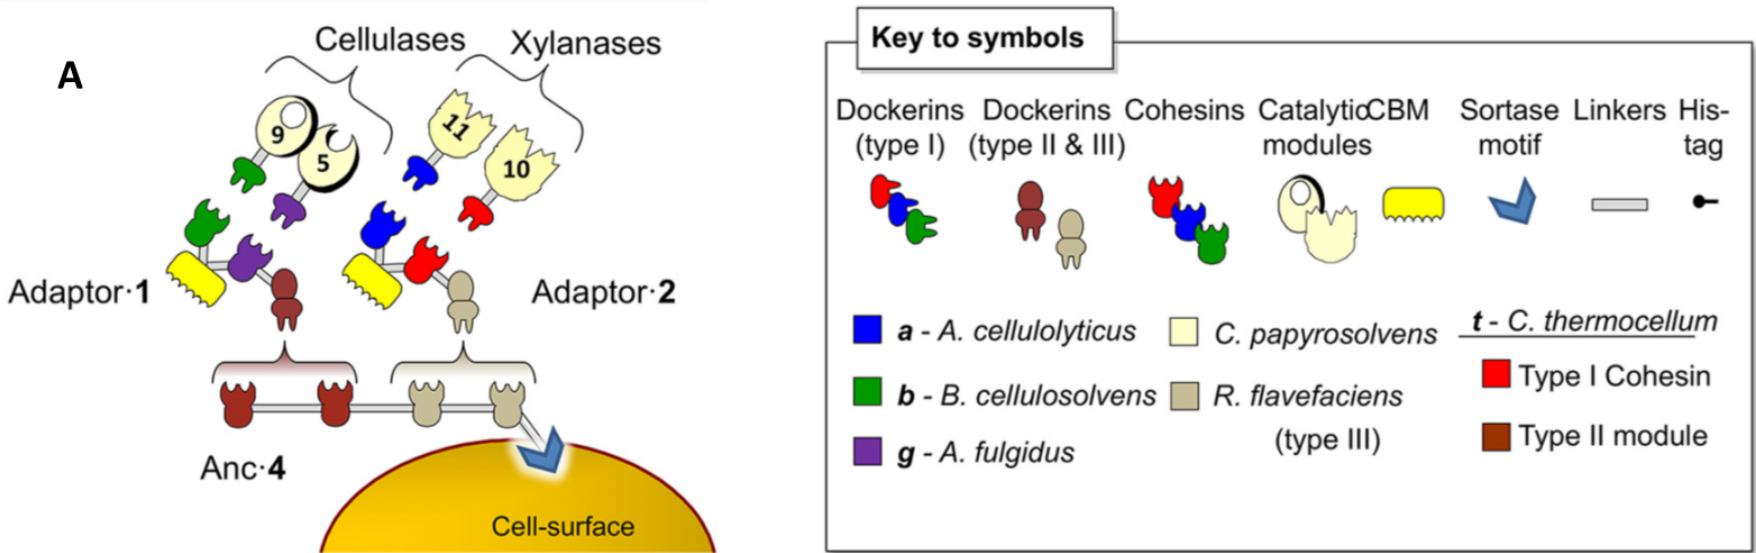 A
Cellulases
Xylanases
9
5
11
10
Adaptor·1
Adaptor·2
Anc·4
Cell-surface
Key to symbols
Dockerins
(type I)
Dockerins
(type II & III)
Cohesins
Catalytic
modules
CBM
Sortase
motif
Linkers
His-
tag
a - A. cellulolyticus
b - B. cellulosolvens
g - A. fulgidus
C. papyrosolvens
R. flavefaciens
(type III)
t - C. thermocellum
Type I Cohesin
Type II module